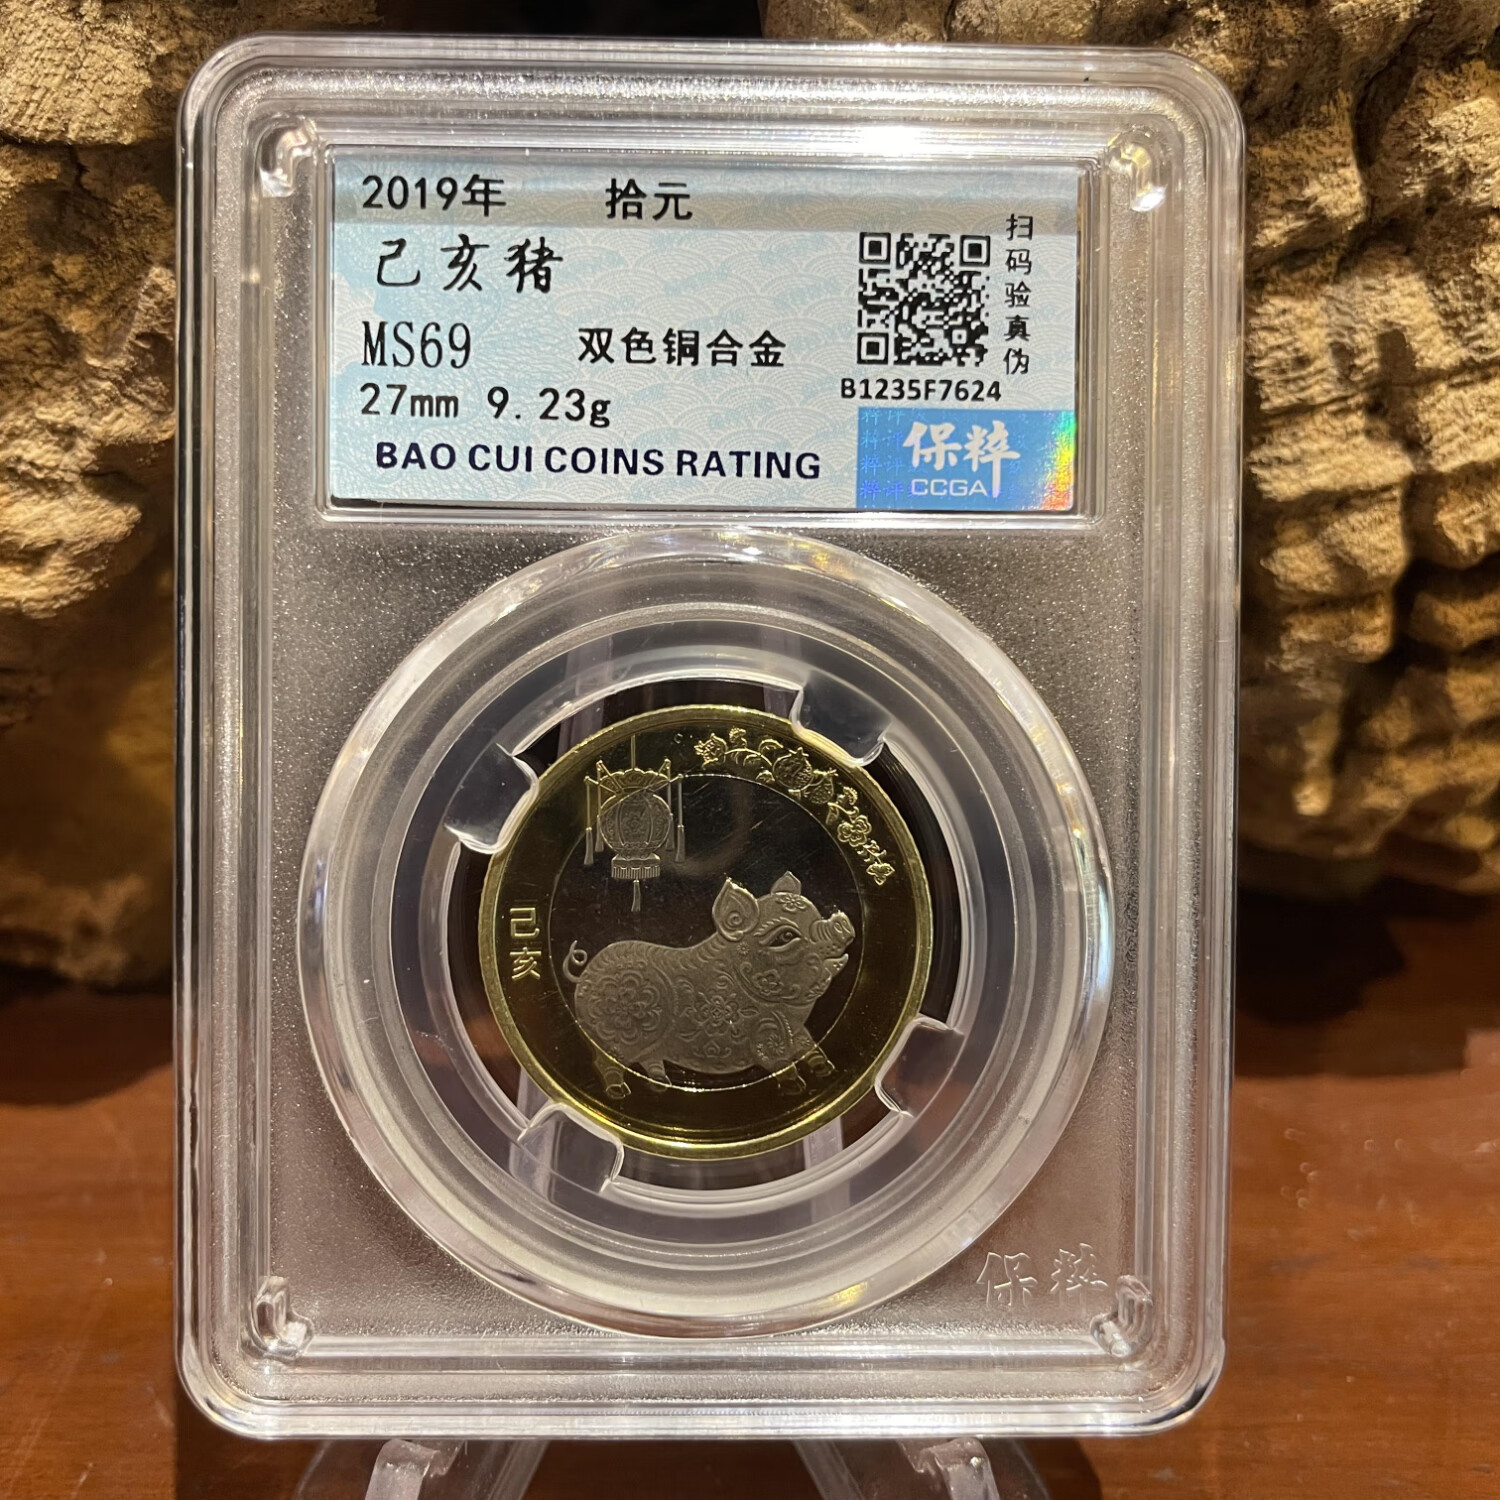 2019年 拾元
己亥猪
MS69 双色铜合金
27mm 9.23g
BAO CUI COINS RATING
扫码验真伪
B1235F7624
保粹
CCGA
己亥
保粹